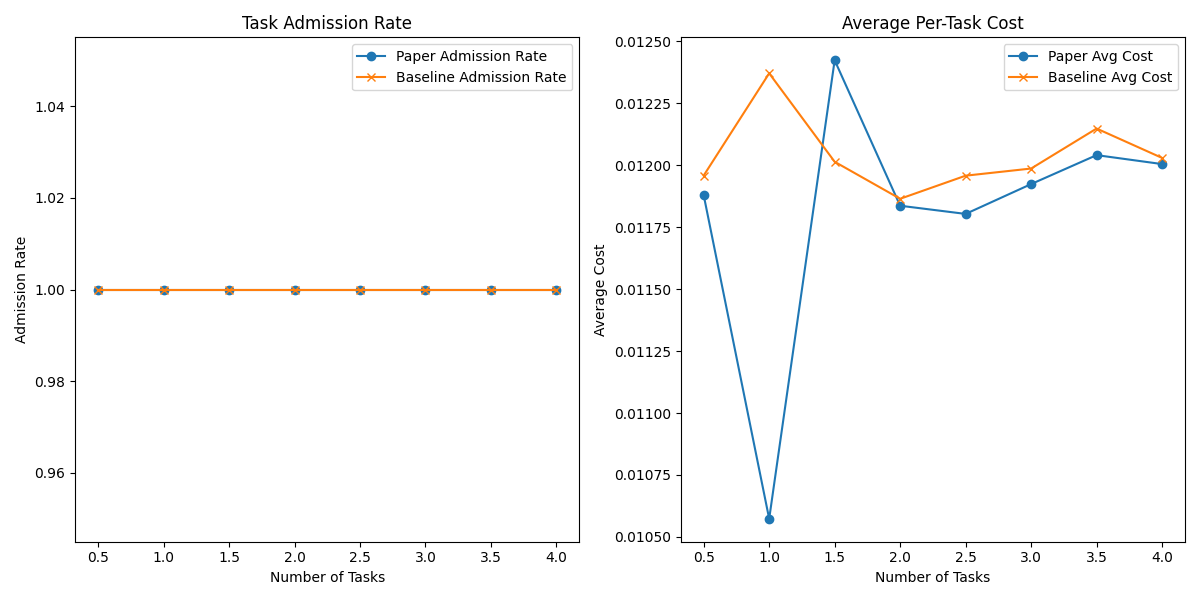 Task Admission Rate
Paper Admission Rate
Baseline Admission Rate
1.04
1.02
1.00
0.98
0.96
Admission Rate
0.5 1.0 1.5 2.0 2.5 3.0 3.5 4.0
Number of Tasks
Average Per-Task Cost
Paper Avg Cost
Baseline Avg Cost
0.01250
0.01225
0.01200
0.01175
0.01150
0.01125
0.01100
0.01075
0.01050
Average Cost
0.5 1.0 1.5 2.0 2.5 3.0 3.5 4.0
Number of Tasks